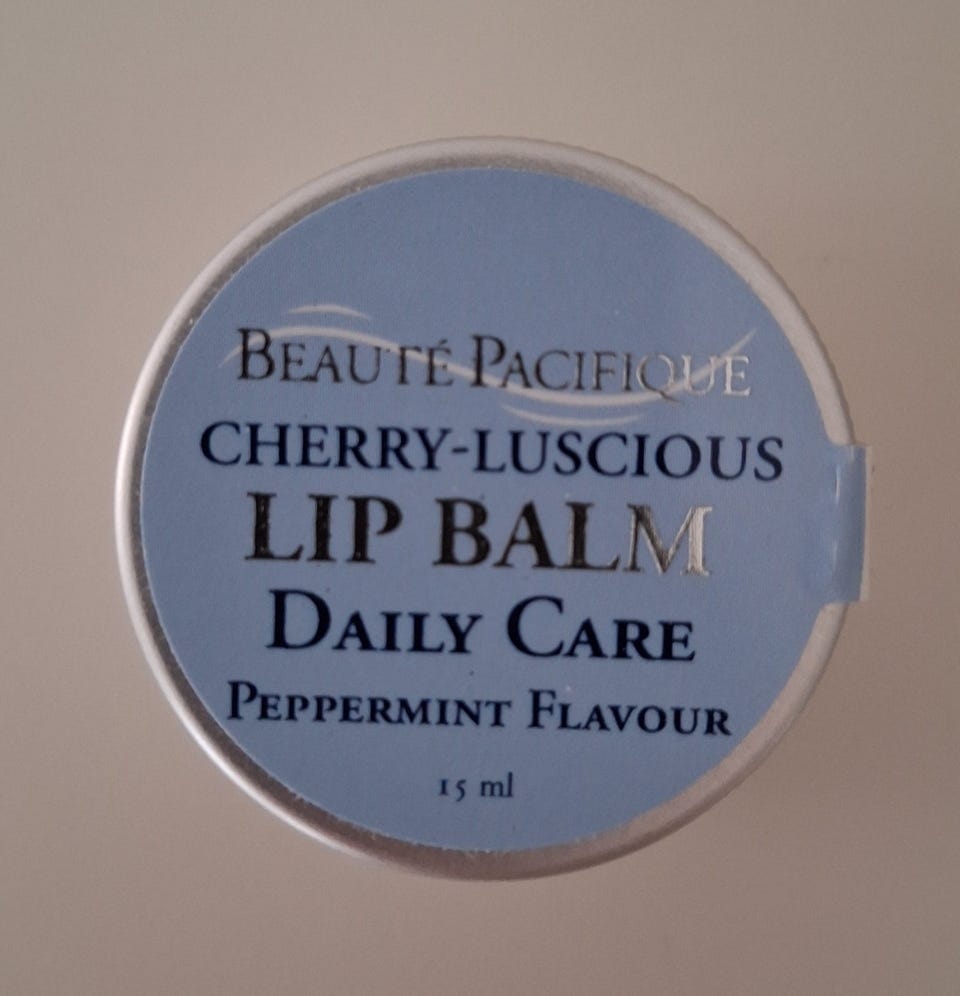 BEAUTÉ PACIFIQUE
CHERRY-LUSCIOUS
LIP BALM
DAILY CARE
PEPPERMINT FLAVOUR
15 ml